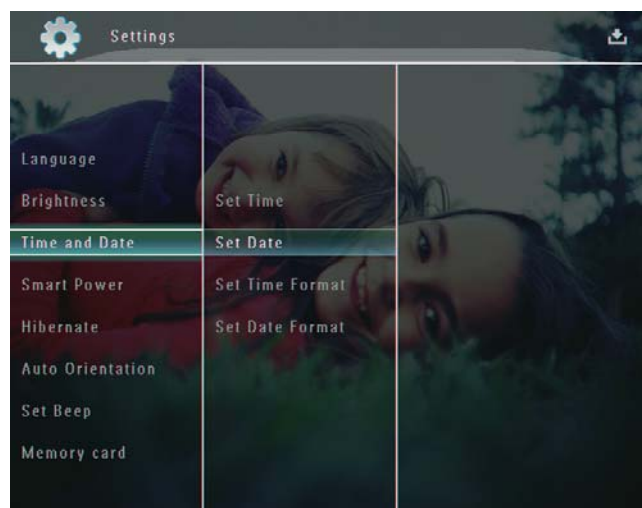 Settings
Language
Brightness
Time and Date
Smart Power
Hibernate
Auto Orientation
Set Beep
Memory card
Set Time
Set Date
Set Time Format
Set Date Format